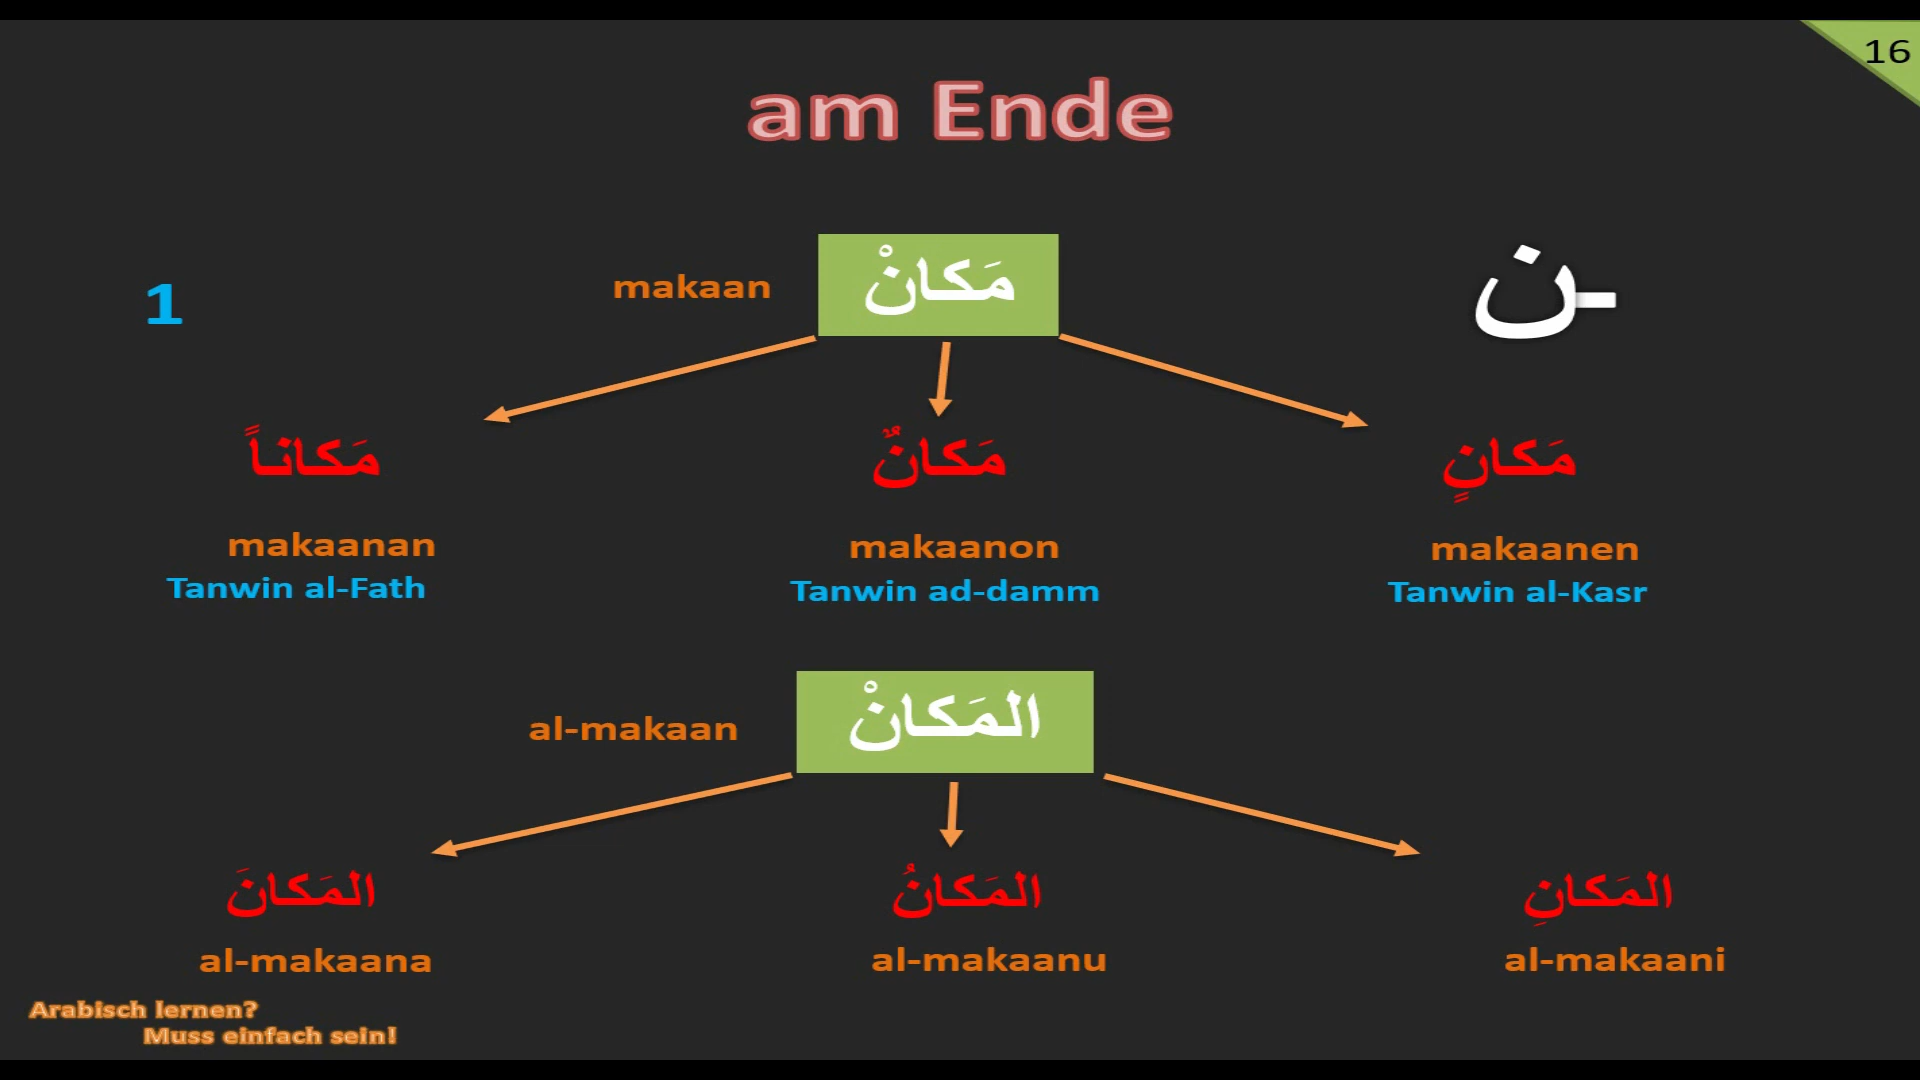 16
am Ende
1
makaan
مَكانْ
ـن
مَكاناً
مَكانٌ
مَكانٍ
makaanan
makaanon
makaanen
Tanwin al-Fath
Tanwin ad-damm
Tanwin al-Kasr
al-makaan
المَكانْ
المَكانَ
المَكانُ
المَكانِ
al-makaana
al-makaanu
al-makaani
Arabisch lernen?
Muss einfach sein!